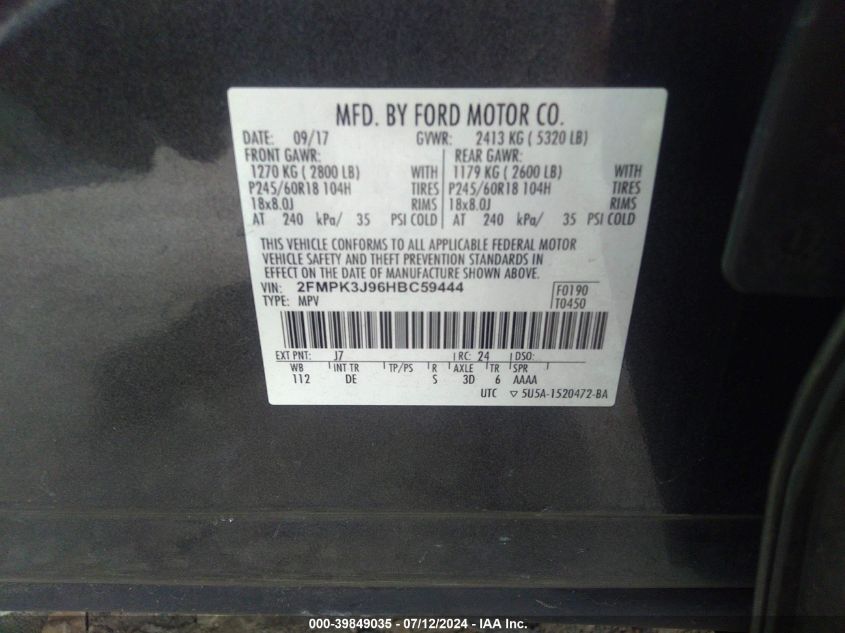 MFD. BY FORD MOTOR CO.
DATE: 09/17 GVWR: 2413 KG ( 5320 LB)
FRONT GAWR: REAR GAWR:
1270 KG ( 2800 LB) WITH 1179 KG ( 2600 LB) WITH
P245/60R18 104H TIRES P245/60R18 104H TIRES
18x8.0J RIMS 18x8.0J RIMS
AT 240 kPa/ 35 PSI COLD AT 240 kPa/ 35 PSI COLD
THIS VEHICLE CONFORMS TO ALL APPLICABLE FEDERAL MOTOR
VEHICLE SAFETY AND THEFT PREVENTION STANDARDS IN
EFFECT ON THE DATE OF MANUFACTURE SHOWN ABOVE.
VIN: 2FMPK3J96HBC59444 F0190
TYPE: MPV T0450
EXT PNT: J7 RC: 24 DSO:
WB INT TR TP/PS R AXLE TR SPR
112 DE S 3D 6 AAAA
UTC ▽ 5U5A-1520472-BA
000-39849035 - 07/12/2024 - IAA Inc.